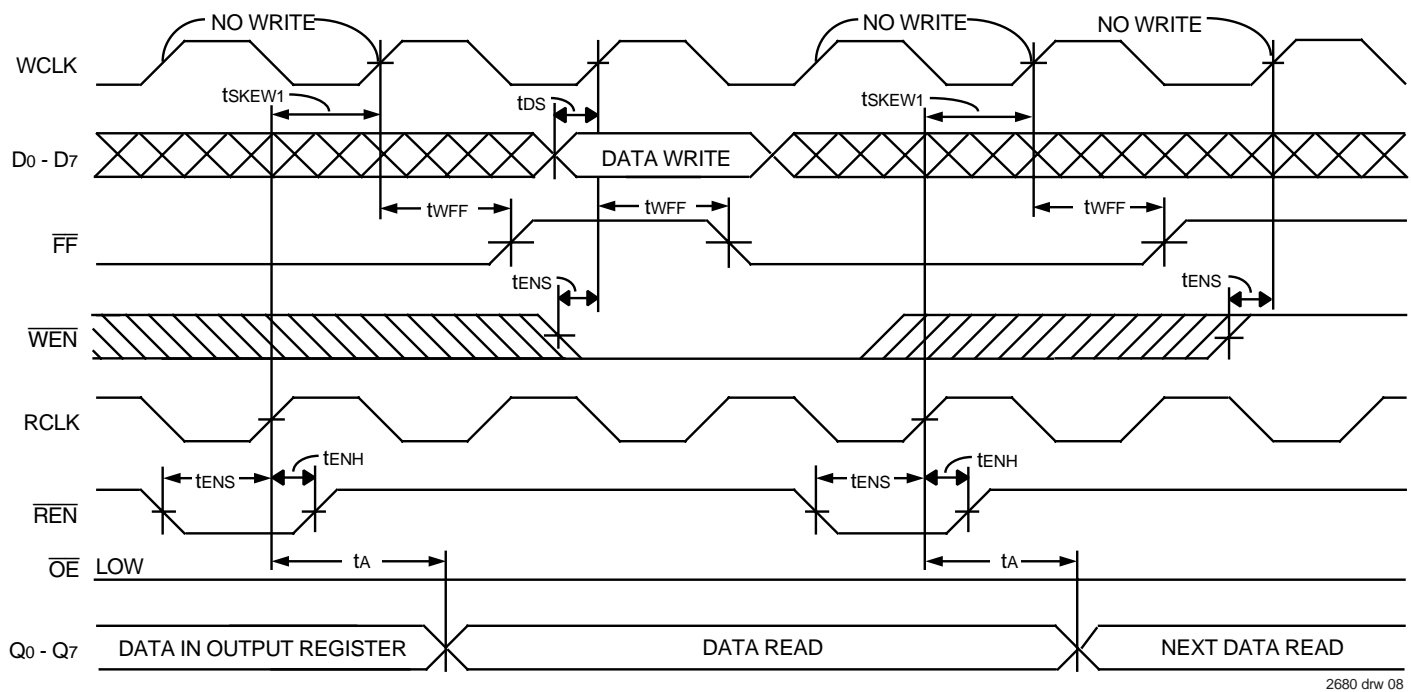 NO WRITE NO WRITE NO WRITE
WCLK
tSKEW1 tDS tSKEW1
D0 - D7 DATA WRITE
tWFF tWFF tWFF
FF
tENS tENS
WEN
RCLK
tENS tENH tENS tENH
REN
OE LOW tA tA
Q0 - Q7 DATA IN OUTPUT REGISTER DATA READ NEXT DATA READ
2680 drw 08